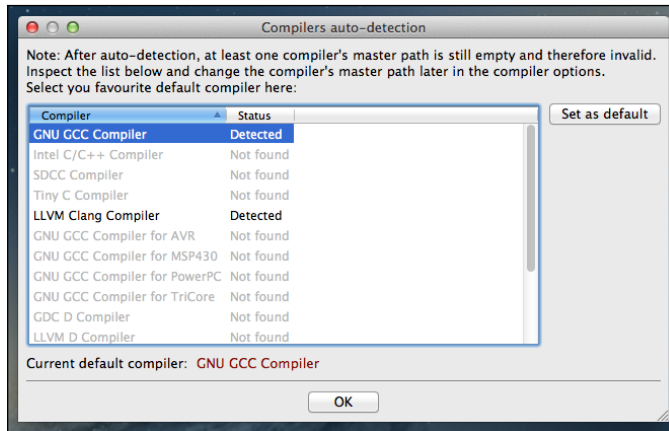 Compilers auto-detection
Note: After auto-detection, at least one compiler's master path is still empty and therefore invalid.
Inspect the list below and change the compiler's master path later in the compiler options.
Select you favourite default compiler here:
Compiler Status
Set as default
GNU GCC Compiler Detected
Intel C/C++ Compiler Not found
SDCC Compiler Not found
Tiny C Compiler Not found
LLVM Clang Compiler Detected
GNU GCC Compiler for AVR Not found
GNU GCC Compiler for MSP430 Not found
GNU GCC Compiler for PowerPC Not found
GNU GCC Compiler for TriCore Not found
GDC D Compiler Not found
LLVM D Compiler Not found
Current default compiler: GNU GCC Compiler
OK